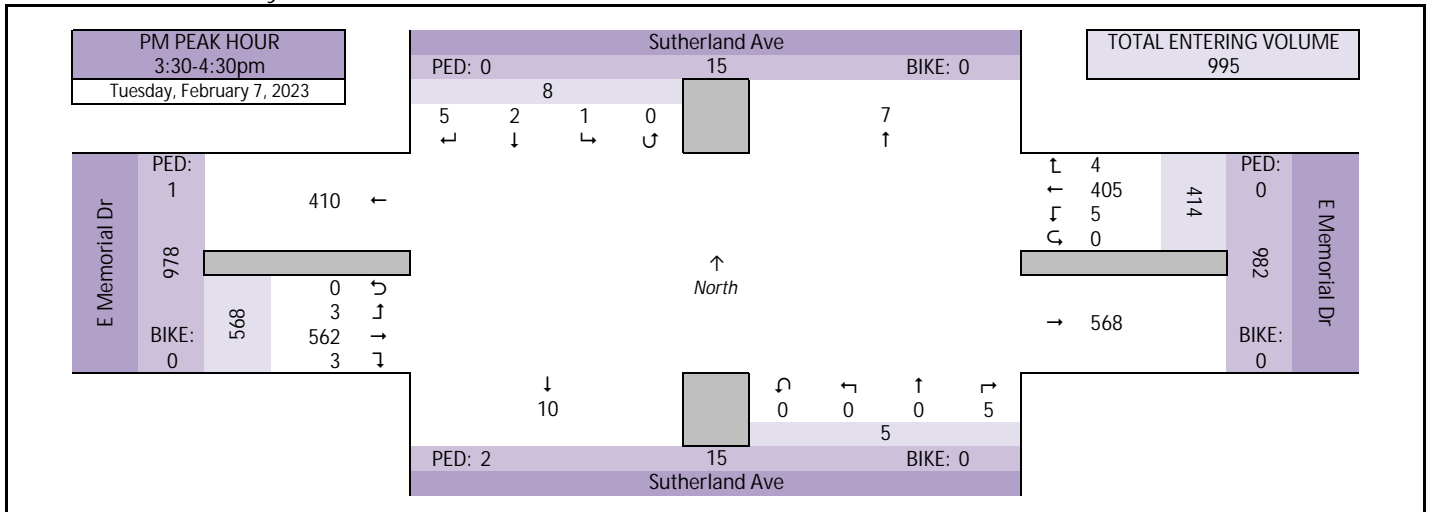 PM PEAK HOUR
3:30-4:30pm
Tuesday, February 7, 2023
Sutherland Ave
PED: 0 15 BIKE: 0
8
5 2 1 0
↵ ↓ ↳ ↺
7
↑
TOTAL ENTERING VOLUME
995
E Memorial Dr
PED:
1
978
BIKE:
0
568
410 ←
0 ⮌
3 ↰
562 →
3 ↴
↑
North
↱ 4
← 405
↓ 5
⮎ 0
414
→ 568
PED:
0
982
BIKE:
0
E Memorial Dr
↓
10
↶ ↰ ↑ ↱
0 0 0 5
5
PED: 2 15 BIKE: 0
Sutherland Ave